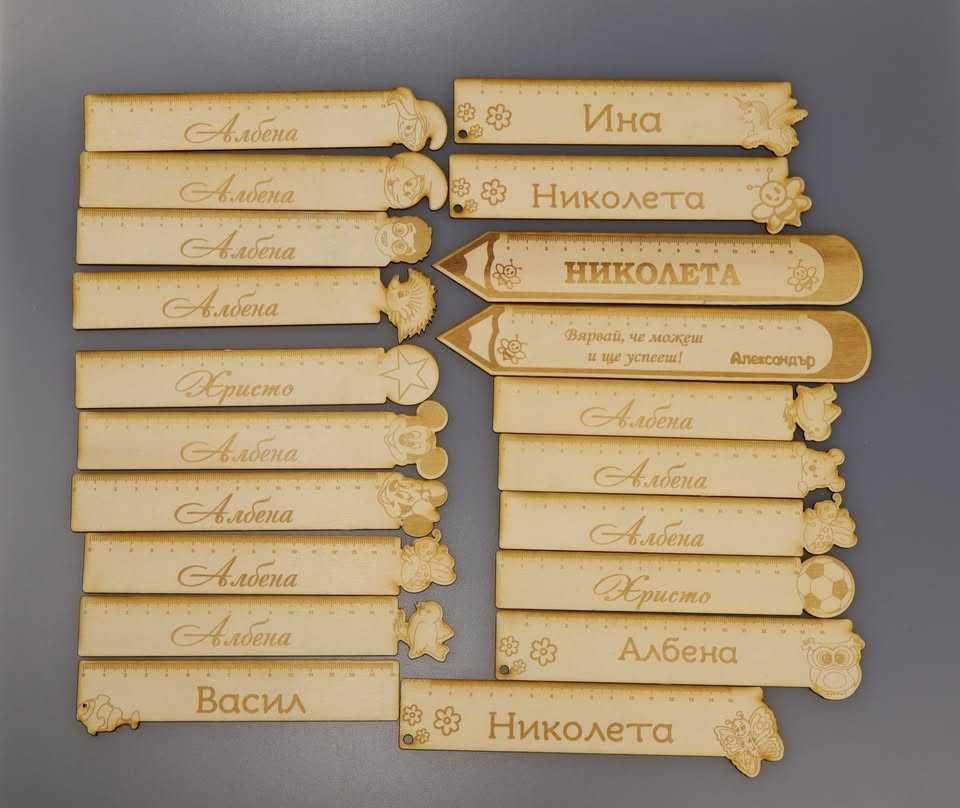 Албена
Албена
Албена
Албена
Христо
Албена
Албена
Албена
Албена
Васил
Ина
Николета
НИКОЛЕТА
Вярвай, че можеш
и ще успееш!
Александър
Албена
Албена
Албена
Христо
Албена
Николета